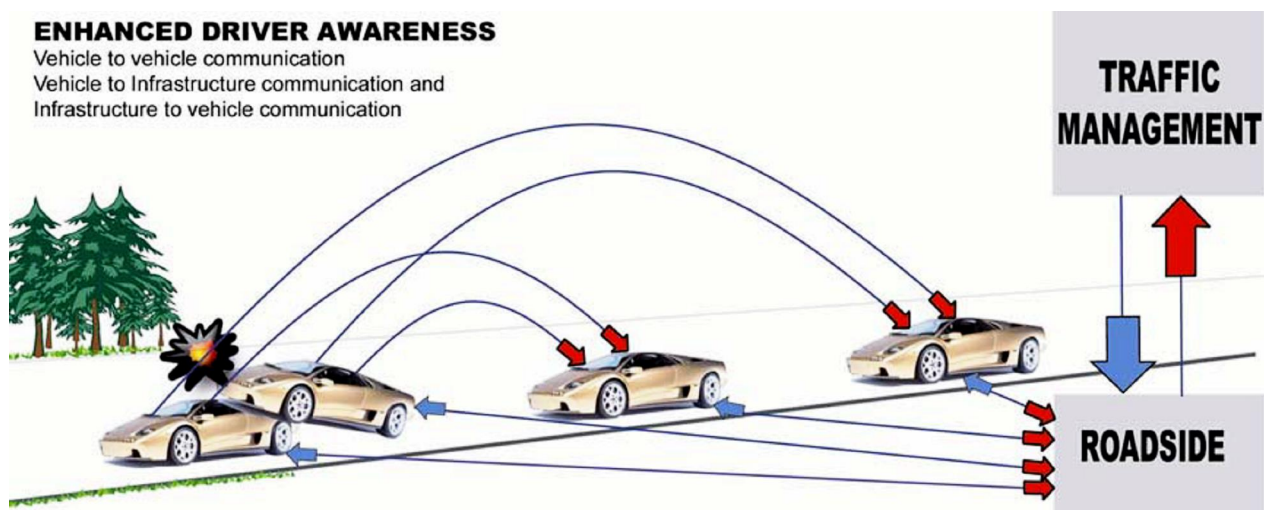 ENHANCED DRIVER AWARENESS
Vehicle to vehicle communication
Vehicle to Infrastructure communication and
Infrastructure to vehicle communication
TRAFFIC
MANAGEMENT
ROADSIDE